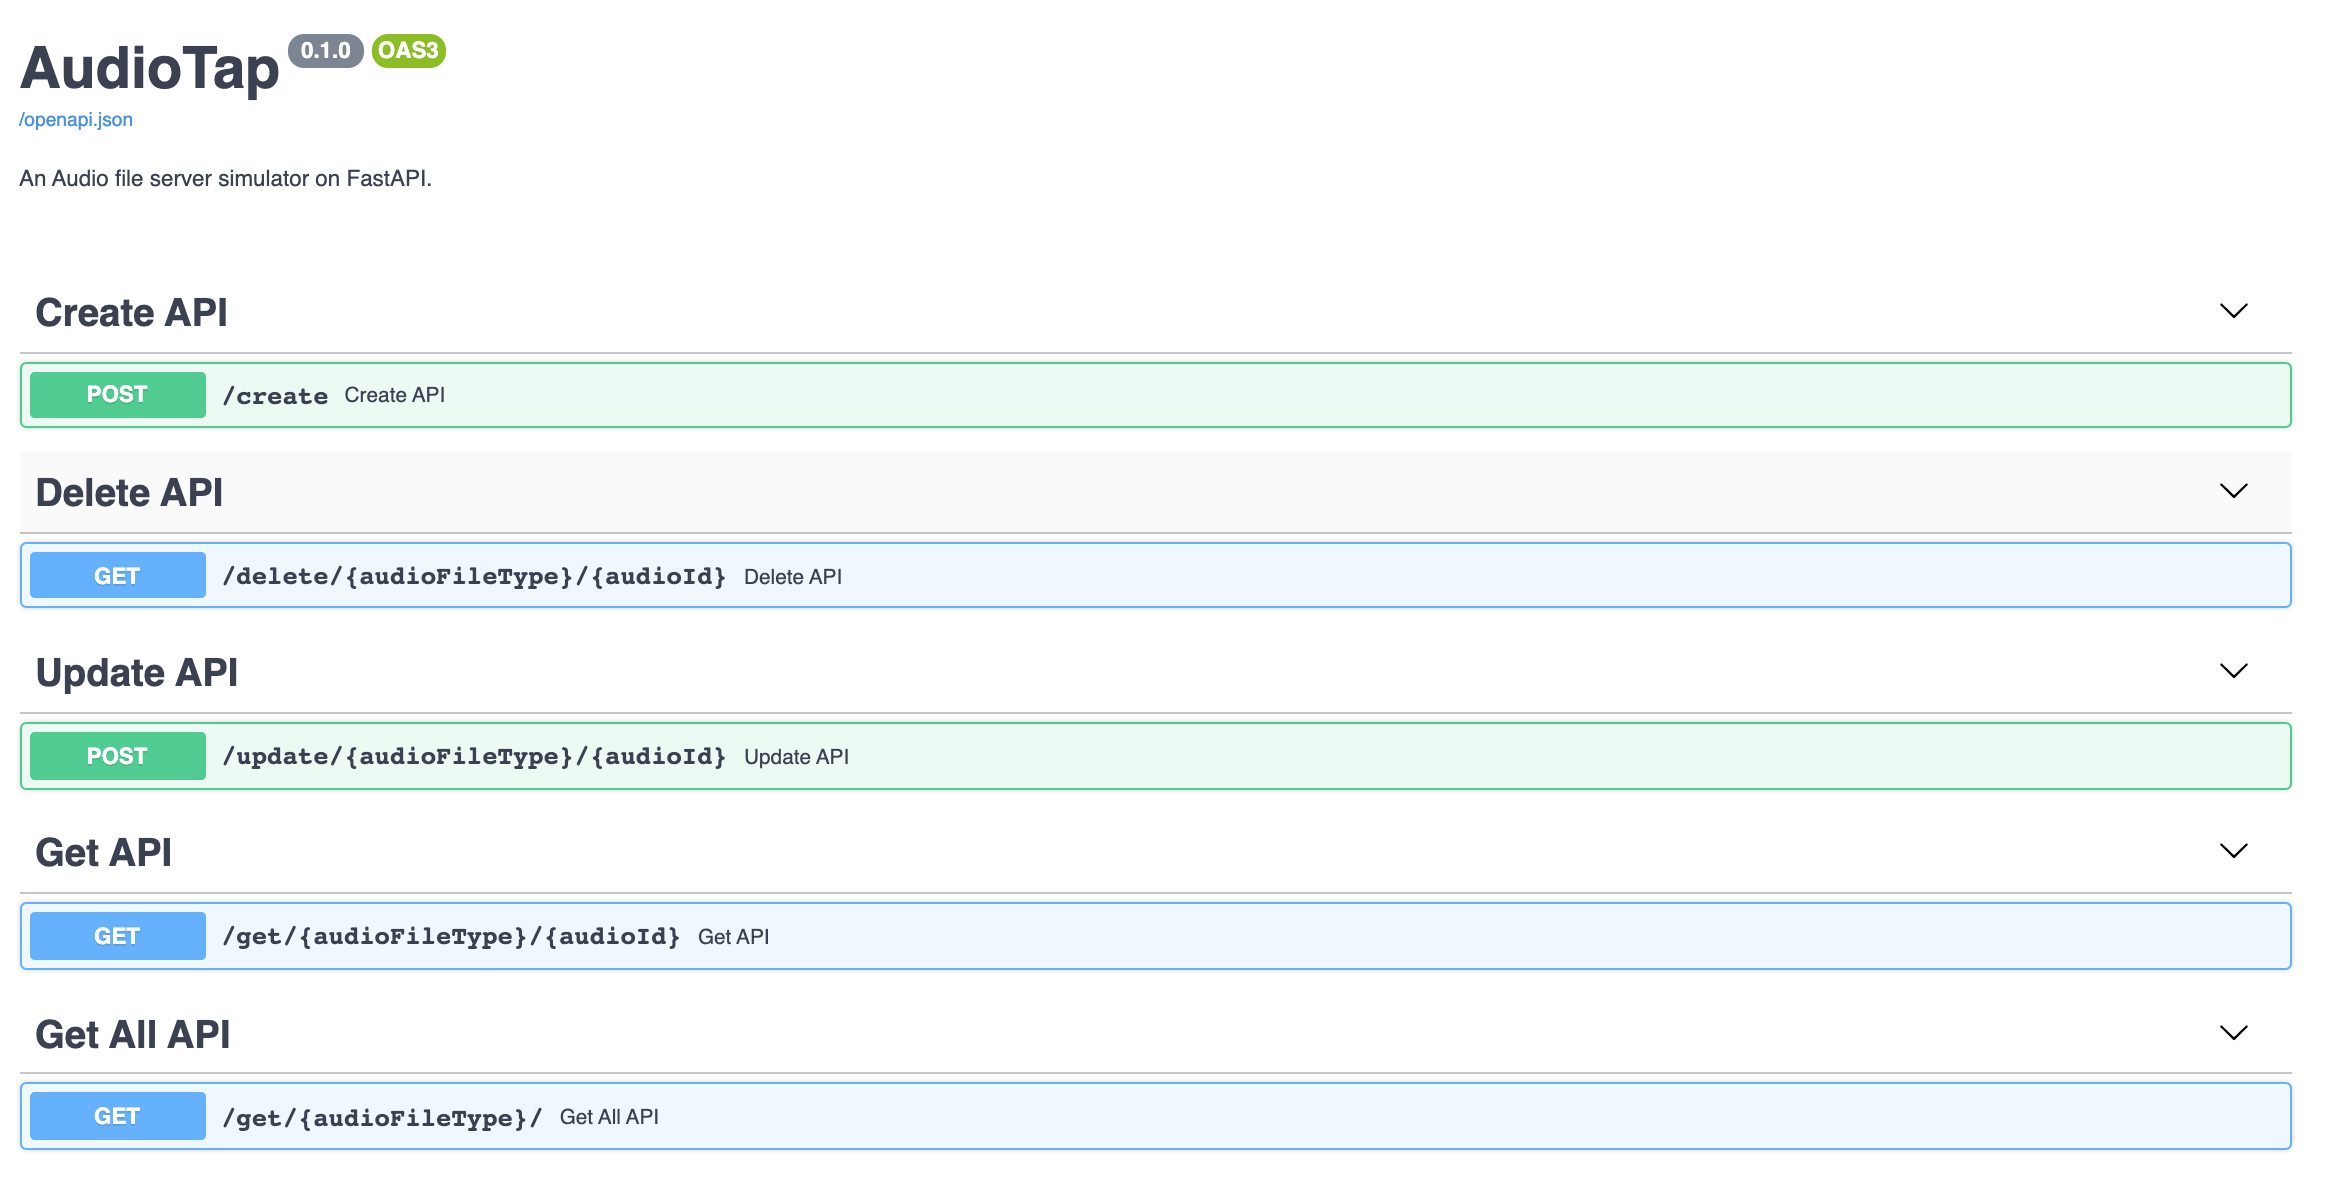 AudioTap 0.1.0 OAS3
/openapi.json
An Audio file server simulator on FastAPI.
Create API
POST /create Create API
Delete API
GET /delete/{audioFileType}/{audioId} Delete API
Update API
POST /update/{audioFileType}/{audioId} Update API
Get API
GET /get/{audioFileType}/{audioId} Get API
Get All API
GET /get/{audioFileType}/ Get All API